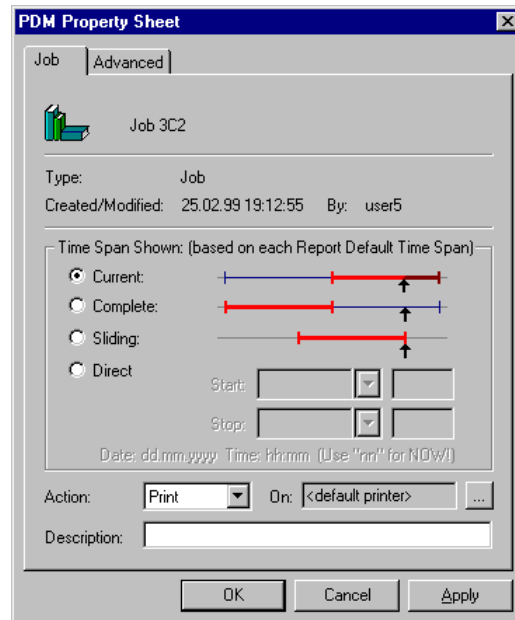 PDM Property Sheet
Job Advanced
Job 3C2
Type: Job
Created/Modified: 25.02.99 19:12:55 By: user5
Time Span Shown: (based on each Report Default Time Span)
Current:
Complete:
Sliding:
Direct
Start:
Stop:
Date: dd.mm.yyyy Time: hh:mm (Use "nn" for NOW!)
Action: Print On: <default printer> ...
Description:
OK Cancel Apply